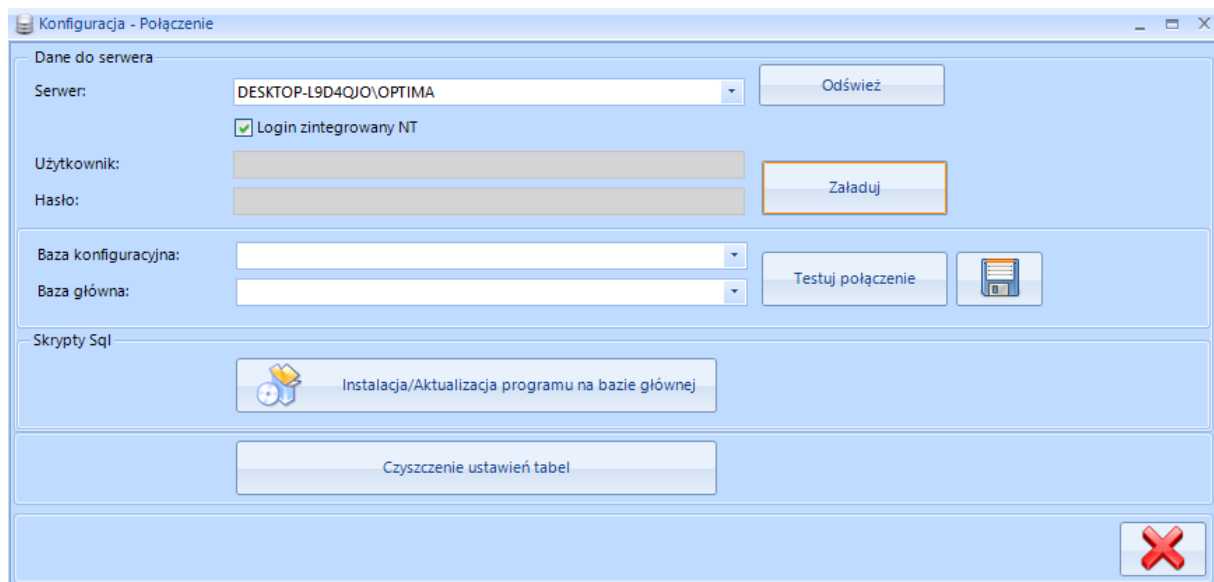 Konfiguracja - Połączenie
Dane do serwera
Serwer:
DESKTOP-L9D4QJO\OPTIMA
Odśwież
Login zintegrowany NT
Użytkownik:
Hasło:
Załaduj
Baza konfiguracyjna:
Baza główna:
Testuj połączenie
Skrypty Sql
Instalacja/Aktualizacja programu na bazie głównej
Czyszczenie ustawień tabel